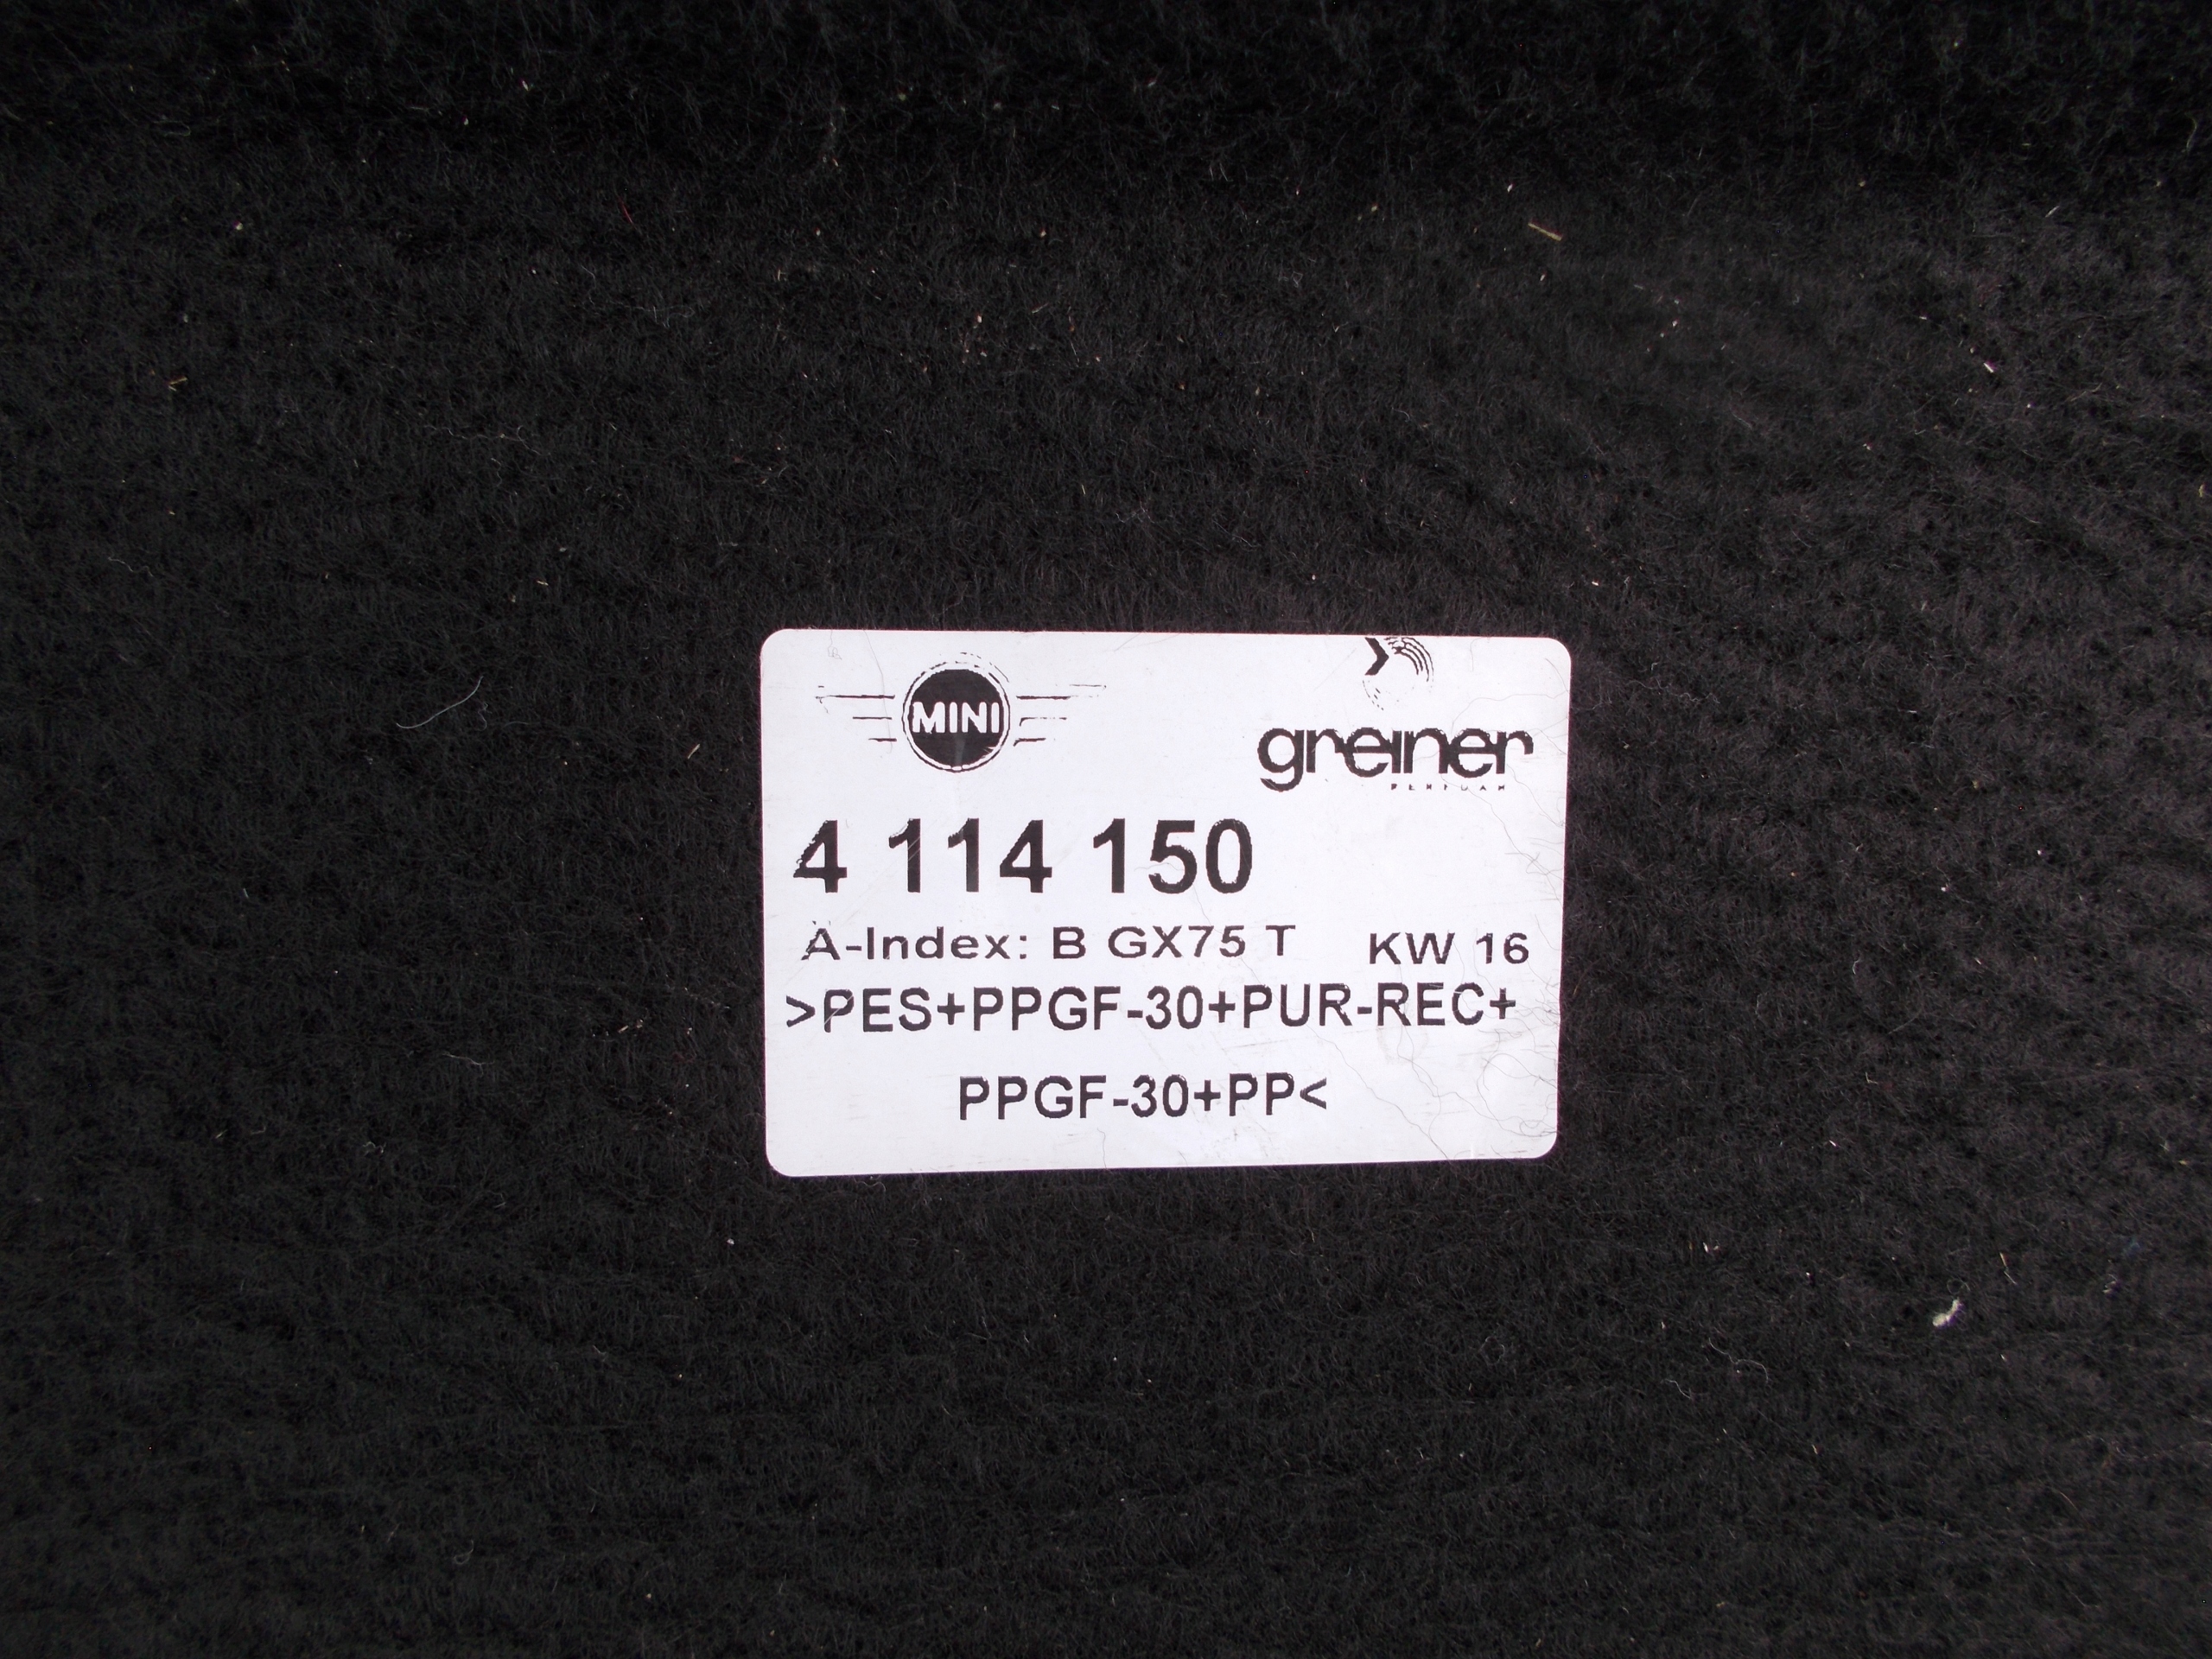 MINI
greiner
4 114 150
A-Index: B GX75 T KW 16
>PES+PPGF-30+PUR-REC+
PPGF-30+PP<